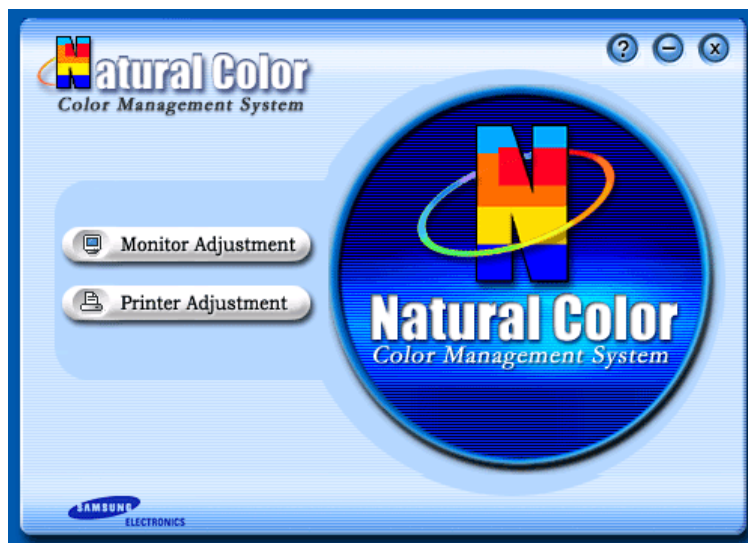 Natural Color
Color Management System
? − x
Monitor Adjustment
Printer Adjustment
N
Natural Color
Color Management System
SAMSUNG
ELECTRONICS